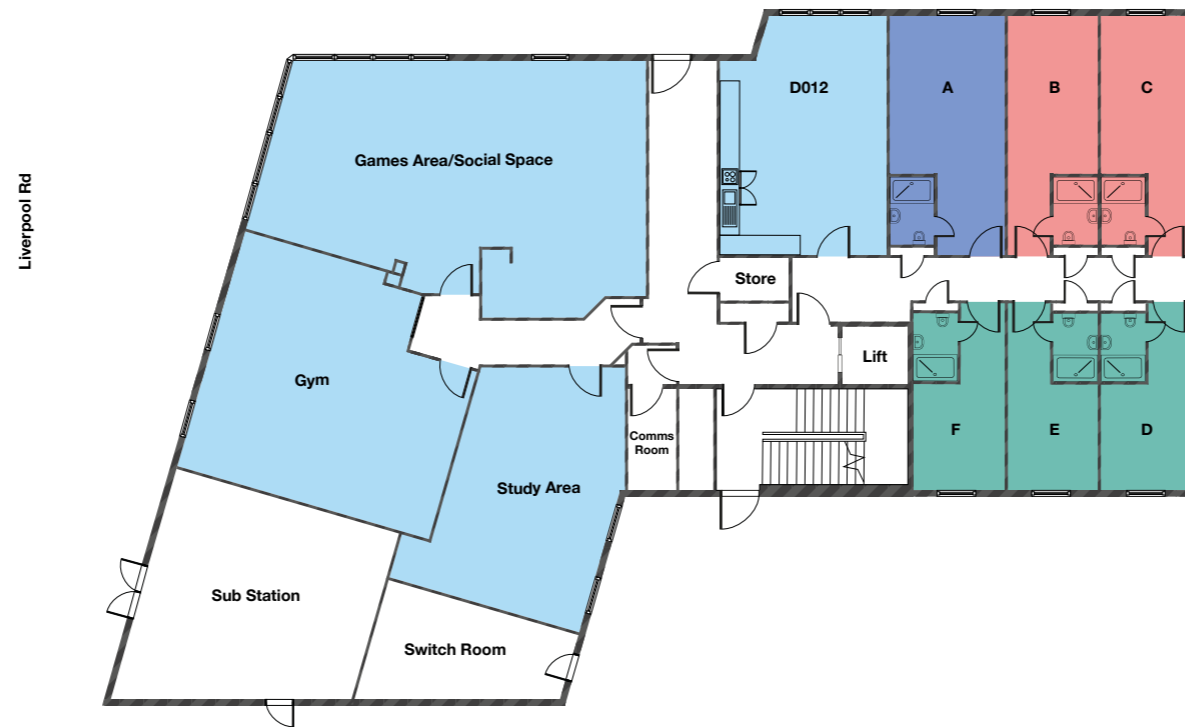 Liverpool Rd
D012
A
B
C
Games Area/Social Space
Store
Lift
Gym
Comms
Room
F
E
D
Study Area
Sub Station
Switch Room